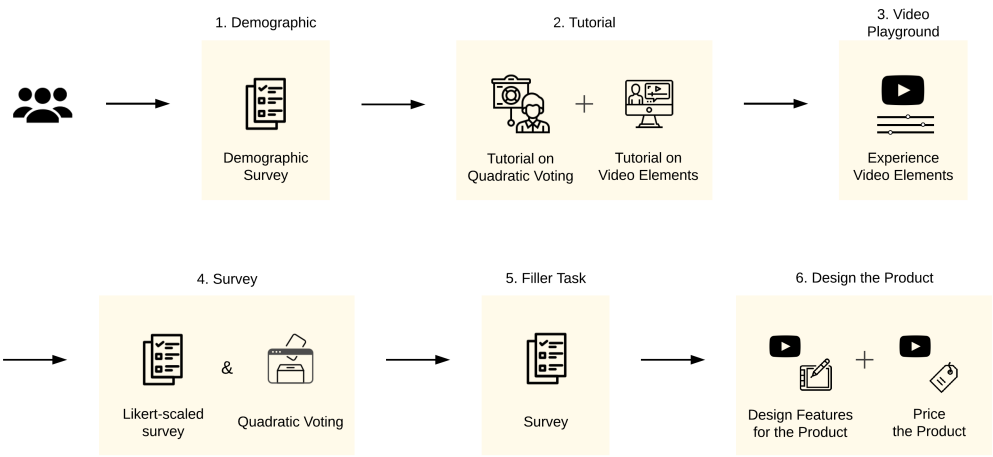 1. Demographic
2. Tutorial
3. Video
Playground
Demographic
Survey
+
Tutorial on
Quadratic Voting
Tutorial on
Video Elements
Experience
Video Elements
4. Survey
5. Filler Task
6. Design the Product
&
+
Likert-scaled
survey
Quadratic Voting
Survey
Design Features
for the Product
Price
the Product